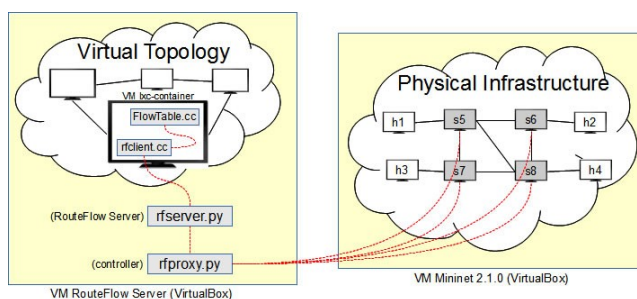 Virtual Topology
VM lxc-container
FlowTable.cc
rfclient.cc
(RouteFlow Server)
rfserver.py
(controller)
rfproxy.py
VM RouteFlow Server (VirtualBox)
Physical Infrastructure
h1
s5
s6
h2
h3
s7
s8
h4
VM Mininet 2.1.0 (VirtualBox)